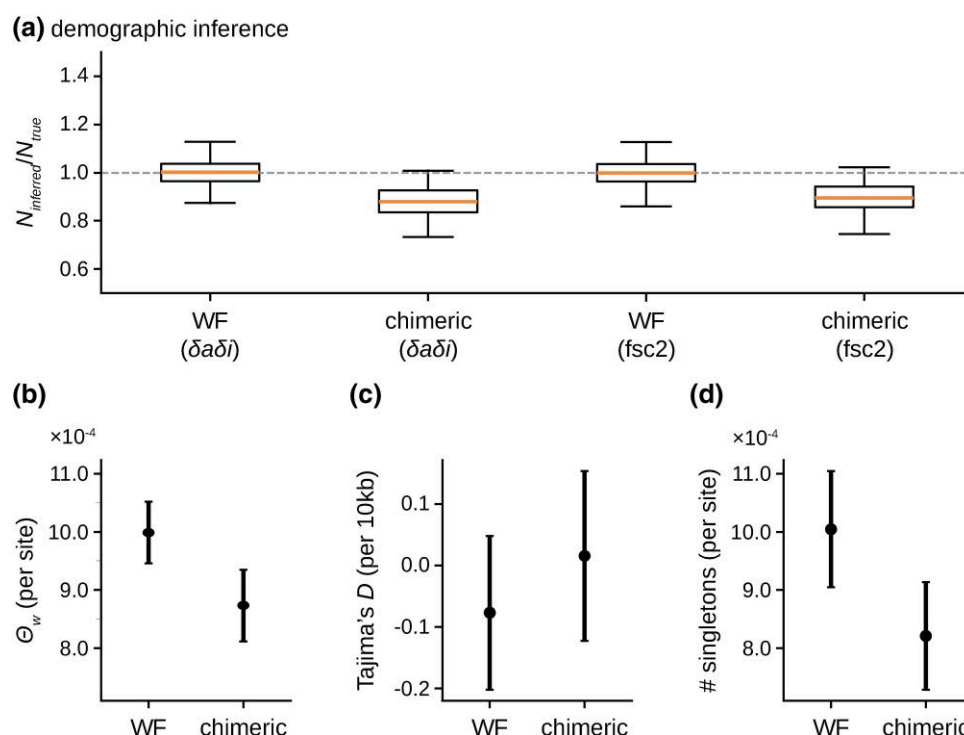 (a) demographic inference
N_inferred/N_true
1.4
1.2
1.0
0.8
0.6
WF
(δaδi)
chimeric
(δaδi)
WF
(fsc2)
chimeric
(fsc2)
(b)
×10⁻⁴
Θ_w (per site)
11.0
10.0
9.0
8.0
WF chimeric
(c)
Tajima's D (per 10kb)
0.1
0.0
-0.1
-0.2
WF chimeric
(d)
×10⁻⁴
# singletons (per site)
11.0
10.0
9.0
8.0
WF chimeric